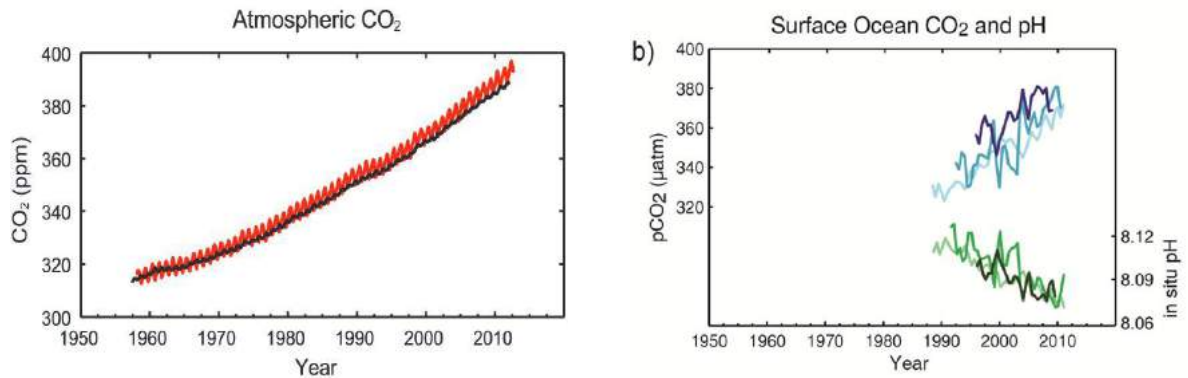 Atmospheric CO₂
400
380
360
340
320
300
CO₂ (ppm)
1950 1960 1970 1980 1990 2000 2010
Year
b)
Surface Ocean CO₂ and pH
400
380
360
340
320
pCO2 (µatm)
8.12
8.09
8.06
in situ pH
1950 1960 1970 1980 1990 2000 2010
Year